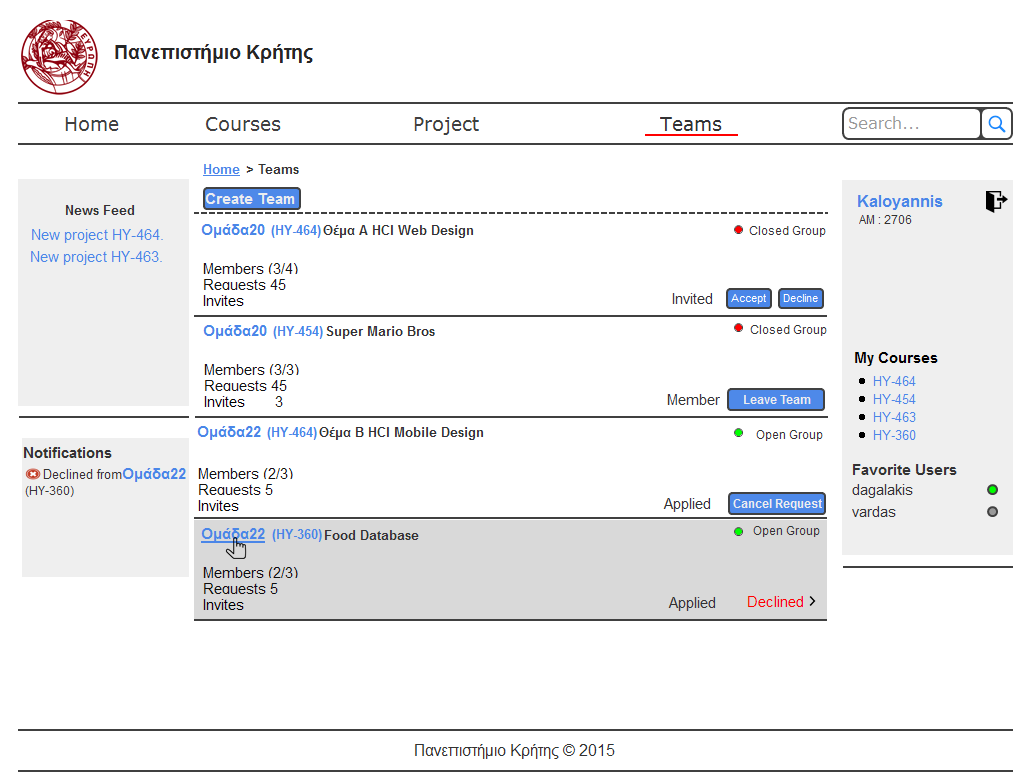 ΕΥΡΩΠΗ
Πανεπιστήμιο Κρήτης
Home Courses Project Teams Search...
Home > Teams
Create Team
News Feed
New project HY-464.
New project HY-463.
Notifications
Declined fromΟμάδα22
(HY-360)
Ομάδα20 (HY-464) Θέμα Α HCI Web Design Closed Group
Members (3/4)
Requests 45
Invites
Invited Accept Decline
Ομάδα20 (HY-454) Super Mario Bros Closed Group
Members (3/3)
Requests 45
Invites 3
Member Leave Team
Ομάδα22 (HY-464) Θέμα Β HCI Mobile Design Open Group
Members (2/3)
Requests 5
Invites
Applied Cancel Request
Ομάδα22 (HY-360) Food Database Open Group
Members (2/3)
Requests 5
Invites
Applied Declined >
Kaloyannis
AM : 2706
My Courses
HY-464
HY-454
HY-463
HY-360
Favorite Users
dagalakis
vardas
Πανεπιστήμιο Κρήτης © 2015